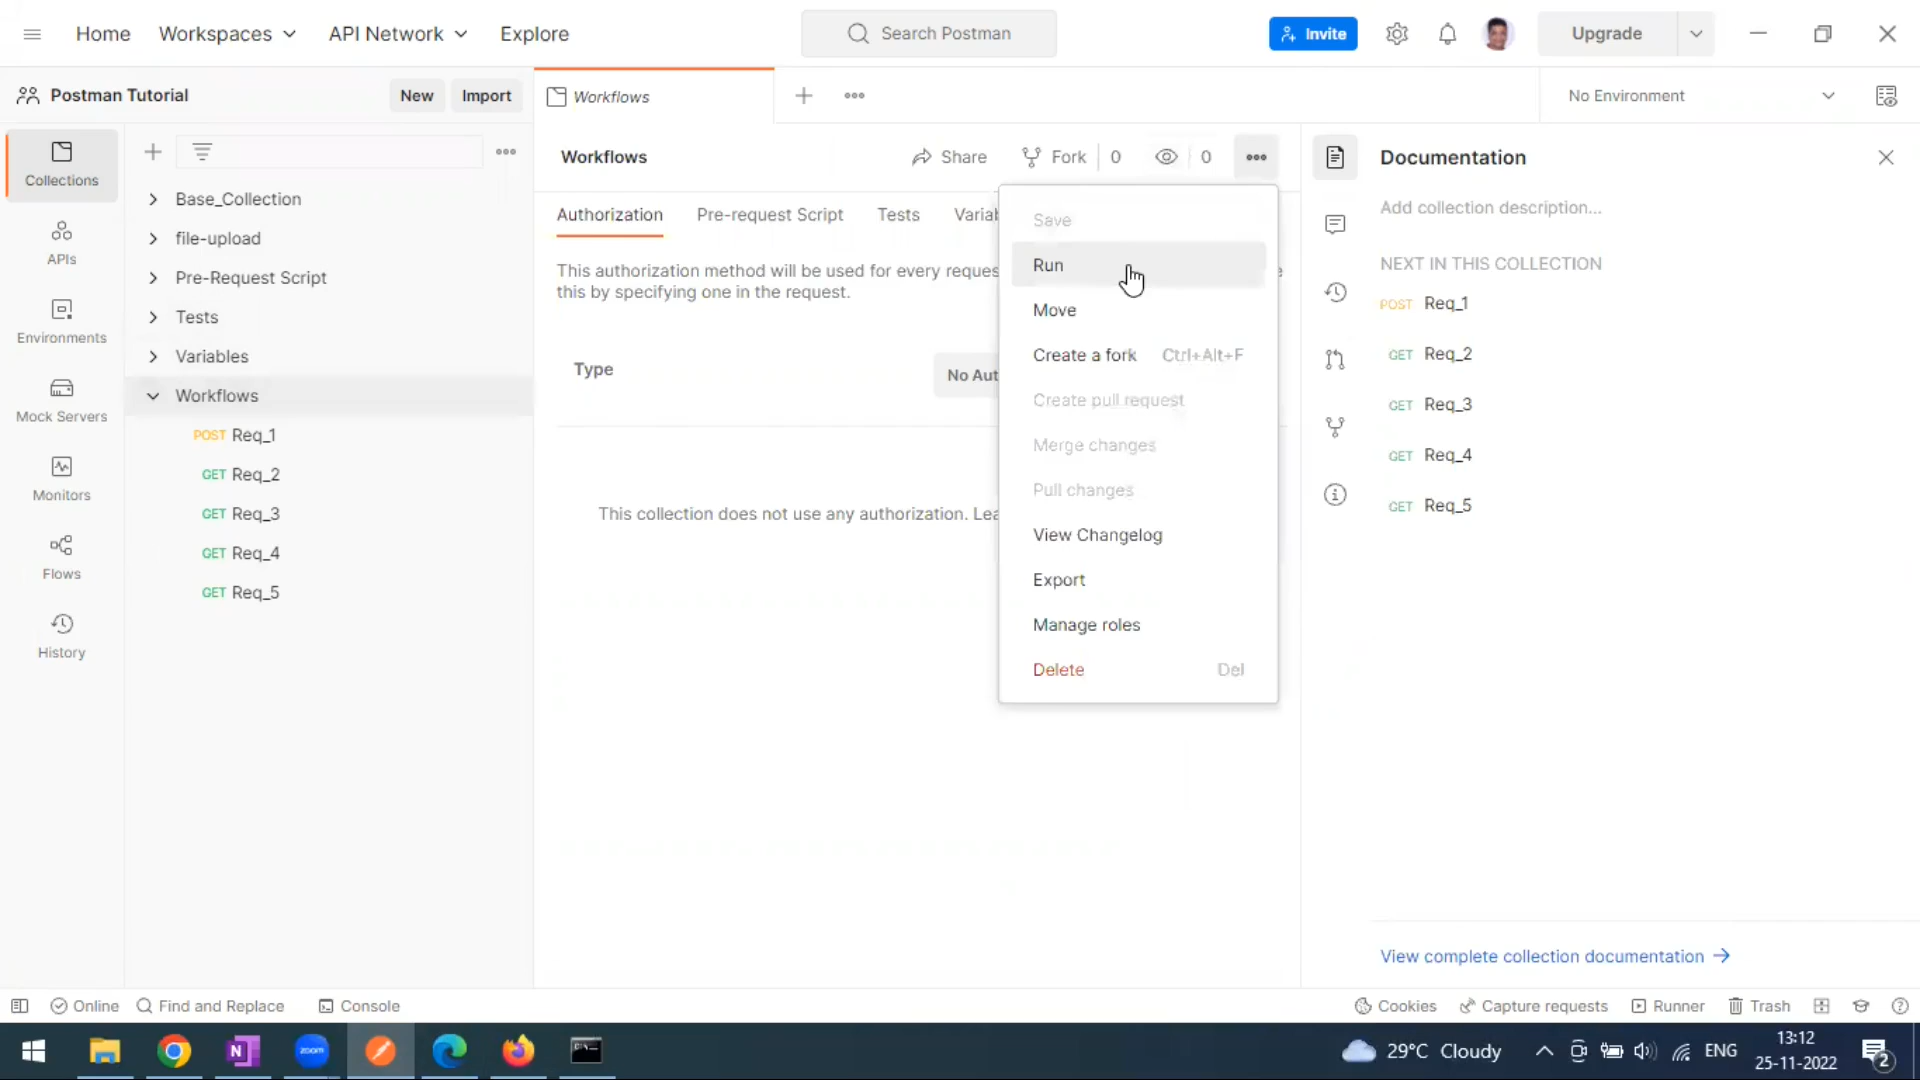 Home Workspaces API Network Explore Search Postman Invite Upgrade
Postman Tutorial New Import Workflows No Environment
Collections
APIs
Environments
Mock Servers
Monitors
Flows
History
Base_Collection
file-upload
Pre-Request Script
Tests
Variables
Workflows
POST Req_1
GET Req_2
GET Req_3
GET Req_4
GET Req_5
Workflows Share Fork 0 0
Authorization Pre-request Script Tests Variab
This authorization method will be used for every reques
this by specifying one in the request.
Type No Aut
This collection does not use any authorization. Lea
Save
Run
Move
Create a fork Ctrl+Alt+F
Create pull request
Merge changes
Pull changes
View Changelog
Export
Manage roles
Delete Del
Documentation
Add collection description...
NEXT IN THIS COLLECTION
POST Req_1
GET Req_2
GET Req_3
GET Req_4
GET Req_5
View complete collection documentation
Online Find and Replace Console Cookies Capture requests Runner Trash
N zoom 29°C Cloudy ENG 13:12
25-11-2022 2